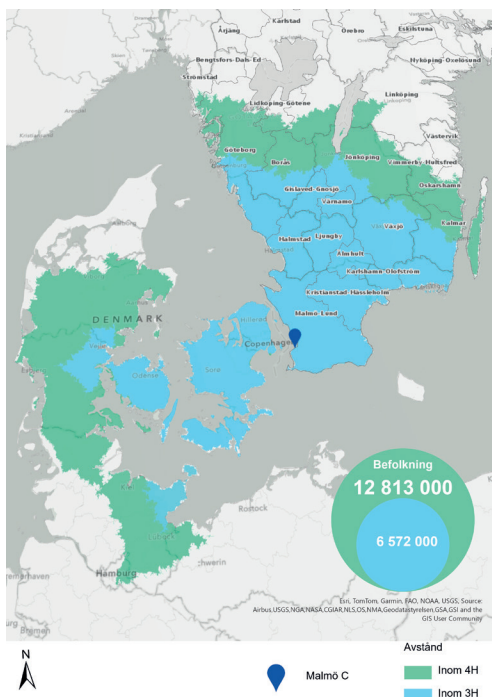 Karlstad
Årjäng
Örebro
Eskilstuna
Bengtsfors-Dals-Ed
Nyköping-Oxelösund
Strömstad
Lidköping-Götene
Linköping
Västervik
Göteborg
Borås
Jönköping
Vimmerby-Hultsfred
Oskarshamn
Gislaved-Gnosjö
Värnamo
Kalmar
Växjö
Halmstad
Ljungby
Älmhult
Karlshamn-Olofström
Kristianstad-Hässleholm
Malmö-Lund
Hillerød
Copenhagen
DENMARK
Vejle
Esbjerg
Odense
Sorø
Kiel
Lübeck
Rostock
Schwerin
Hamburg
Bremerhaven
Bremen
Befolkning
12 813 000
6 572 000
Esri, TomTom, Garmin, FAO, NOAA, USGS, Source:
Airbus,USGS,NGA,NASA,CGIAR,NLS,OS,NMA,Geodatastyrelsen,GSA,GSI and the
GIS User Community
N
Malmö C
Avstånd
Inom 4H
Inom 3H